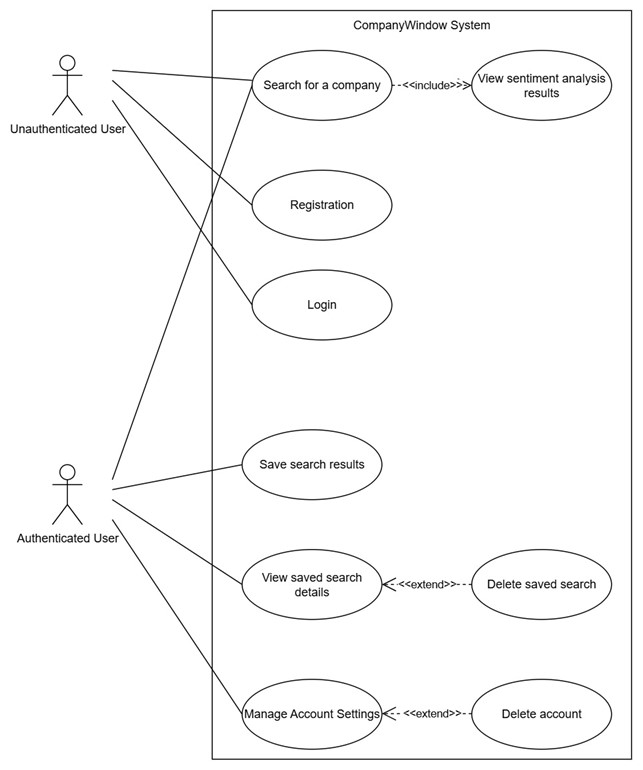 CompanyWindow System
Unauthenticated User
Search for a company
<<include>>
View sentiment analysis
results
Registration
Login
Authenticated User
Save search results
View saved search
details
<<extend>>
Delete saved search
Manage Account Settings
<<extend>>
Delete account